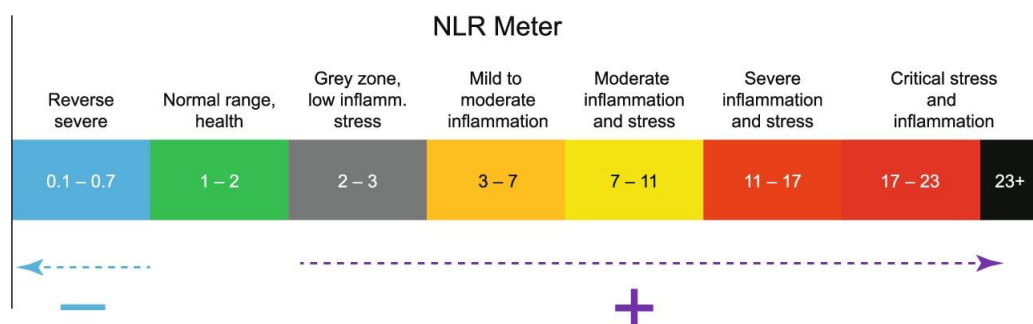 NLR Meter
Reverse
severe
Normal range,
health
Grey zone,
low inflamm.
stress
Mild to
moderate
inflammation
Moderate
inflammation
and stress
Severe
inflammation
and stress
Critical stress
and
inflammation
0.1 – 0.7
1 – 2
2 – 3
3 – 7
7 – 11
11 – 17
17 – 23
23+
–
+